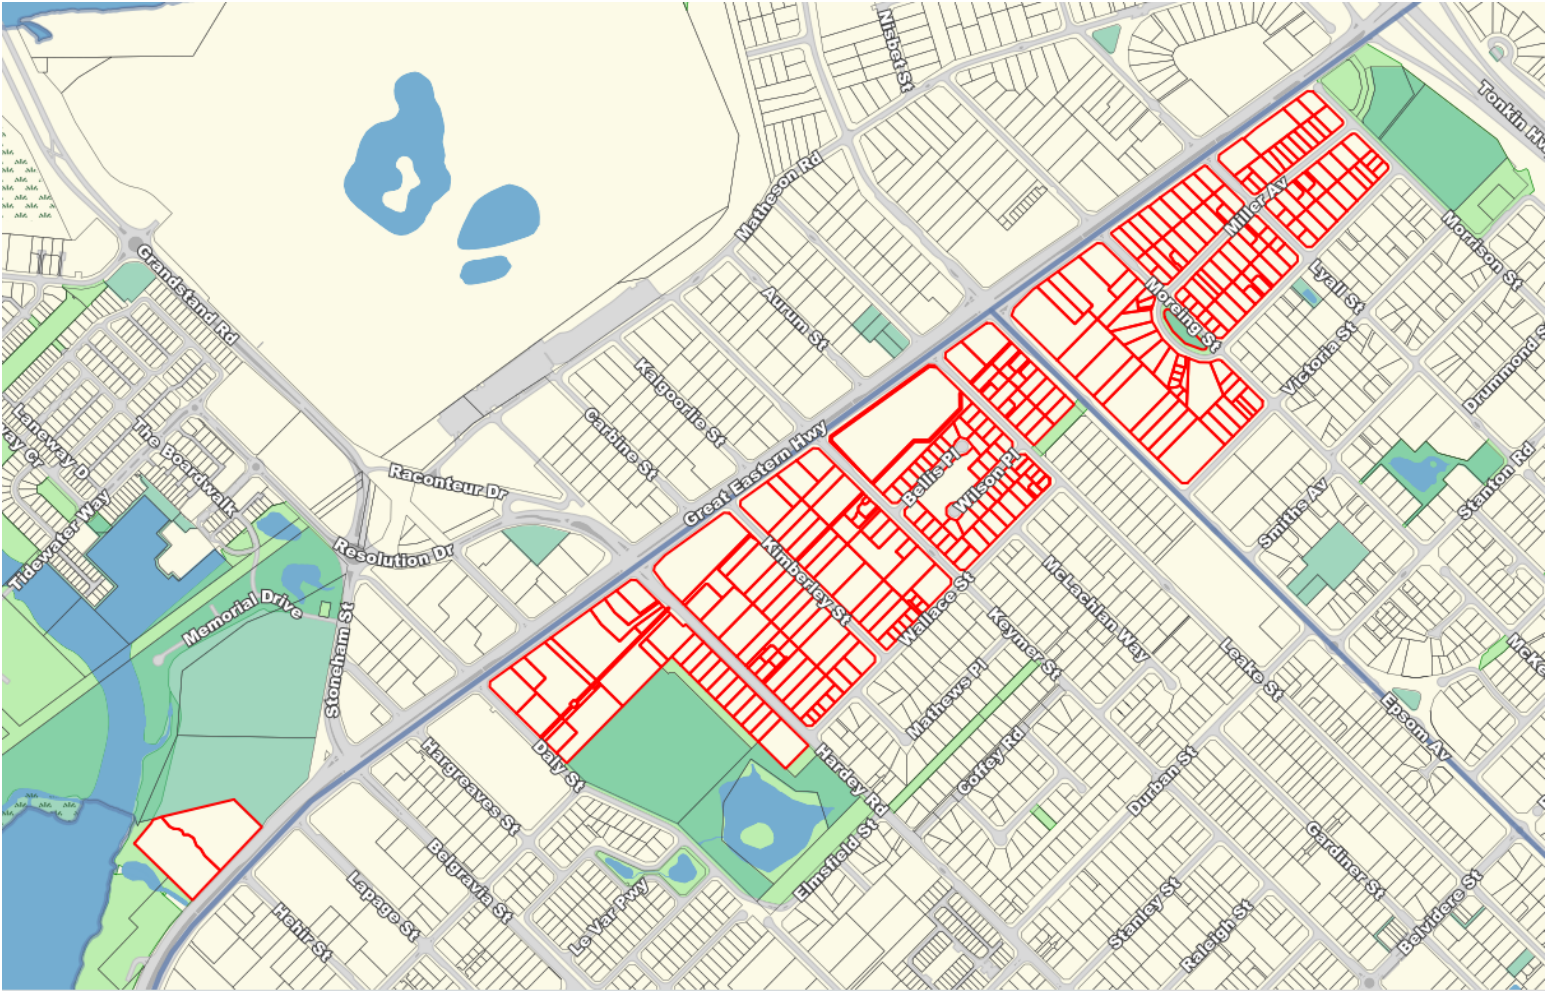 Nisbet St
Tonkin Hw
Matheson Rd
Miller Av
Morrison St
Grandstand Rd
Lyall St
Moreing St
Aurum St
Victoria St
Drummond S
Kalgoorlie St
Carbine St
Laneway D
ay Cr
The Boardwalk
Great Eastern Hwy
Raconteur Dr
Bellis Pl
Wilson Pl
Stanton Rd
Smiths Av
Tidewater Way
Resolution Dr
Kimberley St
Memorial Drive
Wallace St
McLachlan Way
Keymer St
Stoneham St
Leake St
McKe
Mathews Pl
Epsom Av
Hargreaves St
Daly St
Hardey Rd
Coffey Rd
Durban St
Belgravia St
Elmsfield St
Gardiner St
Lapage St
Le Var Pwy
Stanley St
Raleigh St
Belvidere St
Hehir St